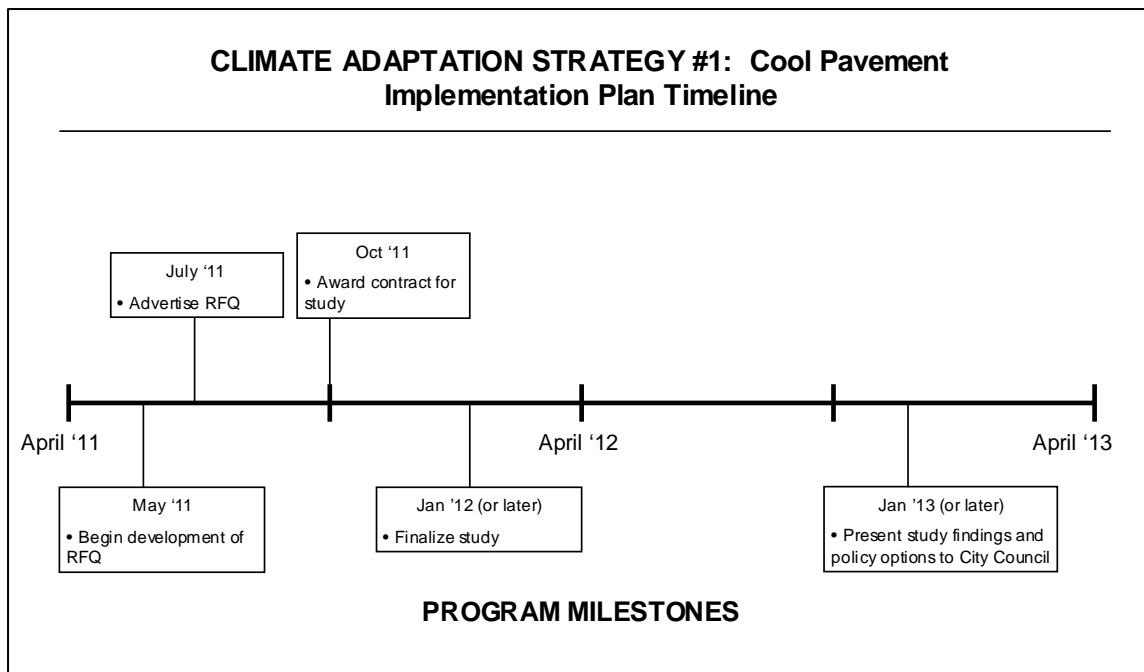 CLIMATE ADAPTATION STRATEGY #1:  Cool Pavement
Implementation Plan Timeline
July ‘11
• Advertise RFQ
Oct ‘11
• Award contract for
study
April ‘11
April ‘12
April ‘13
May ‘11
• Begin development of
RFQ
Jan ’12 (or later)
• Finalize study
Jan ’13 (or later)
• Present study findings and
policy options to City Council
PROGRAM MILESTONES